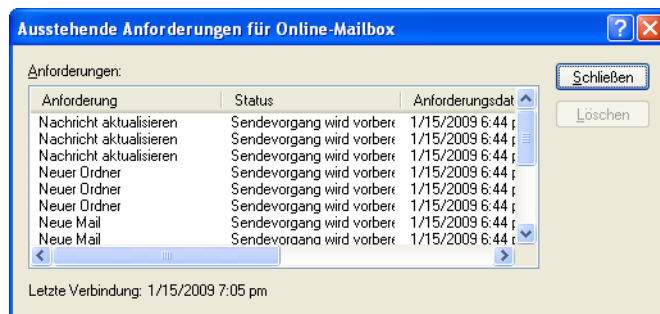 Ausstehende Anforderungen für Online-Mailbox
Anforderungen:
Schließen
Löschen
Anforderung Status Anforderungsdat
Nachricht aktualisieren Sendevorgang wird vorbere 1/15/2009 6:44 p
Nachricht aktualisieren Sendevorgang wird vorbere 1/15/2009 6:44 p
Nachricht aktualisieren Sendevorgang wird vorbere 1/15/2009 6:44 p
Neuer Ordner Sendevorgang wird vorbere 1/15/2009 6:44 p
Neuer Ordner Sendevorgang wird vorbere 1/15/2009 6:44 p
Neuer Ordner Sendevorgang wird vorbere 1/15/2009 6:44 p
Neue Mail Sendevorgang wird vorbere 1/15/2009 6:44 p
Neue Mail Sendevorgang wird vorbere 1/15/2009 6:44 p
Letzte Verbindung: 1/15/2009 7:05 pm